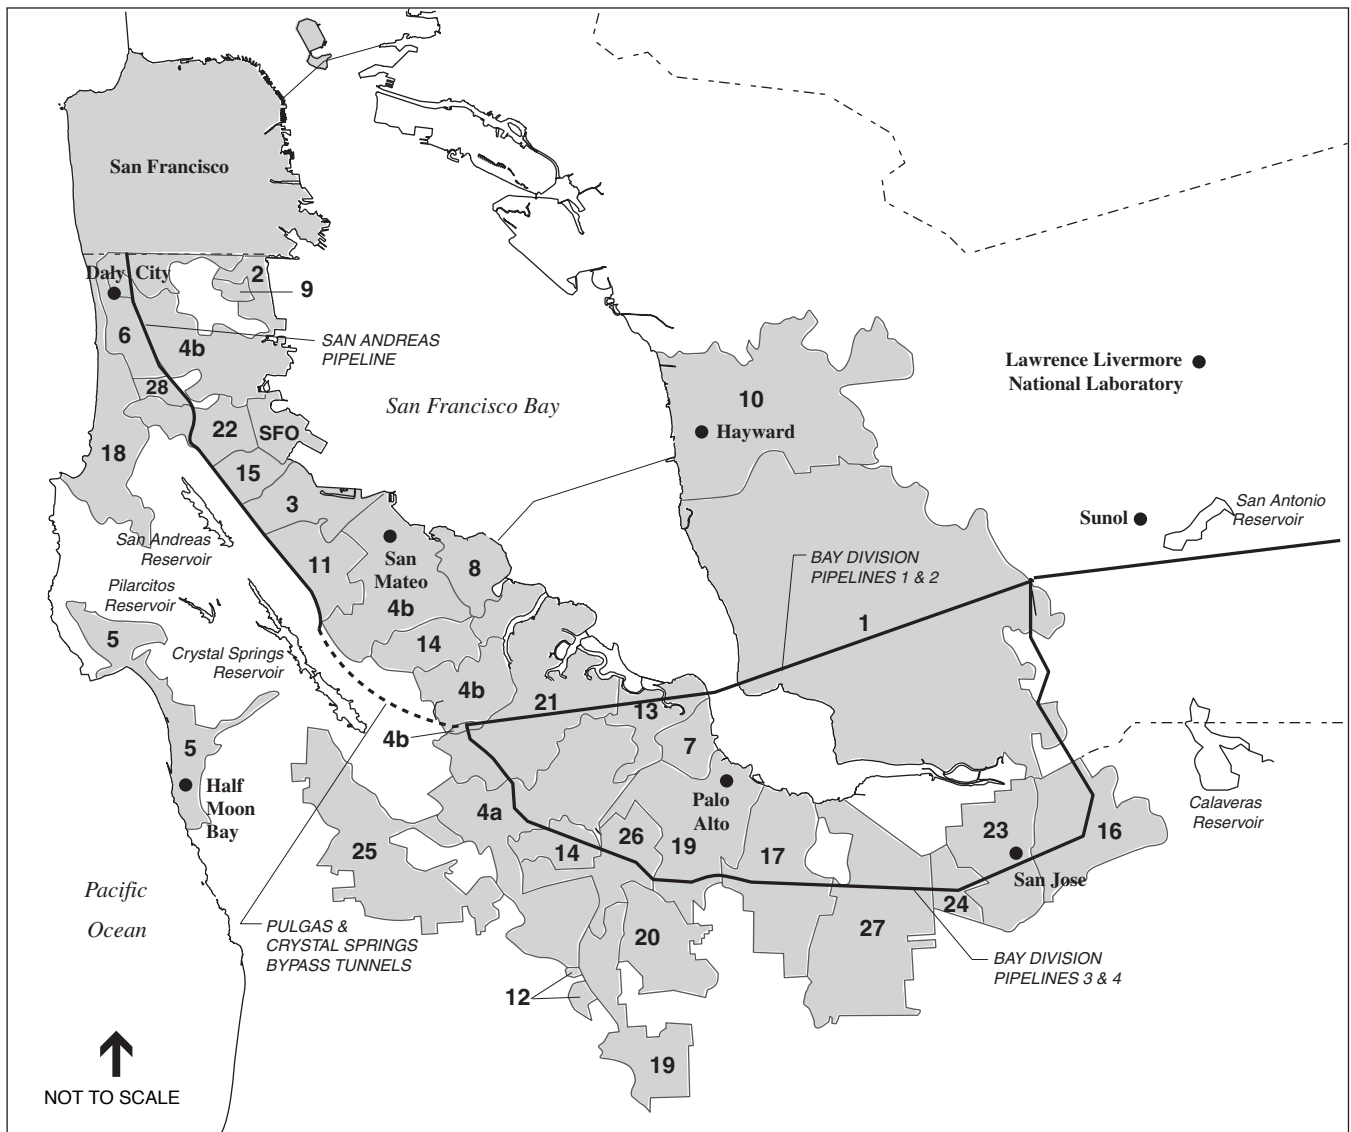 San Francisco
Daly City
2
9
6
SAN ANDREAS
PIPELINE
4b
28
Lawrence Livermore
National Laboratory
10
San Francisco Bay
22
SFO
Hayward
18
15
3
San Antonio
Reservoir
Sunol
San Andreas
Reservoir
San
Mateo
11
8
BAY DIVISION
PIPELINES 1 & 2
Pilarcitos
Reservoir
4b
1
5
14
Crystal Springs
Reservoir
4b
21
13
4b
7
5
Half
Moon
Bay
Palo
Alto
Calaveras
Reservoir
4a
26
19
23
16
25
14
17
San Jose
Pacific
Ocean
24
PULGAS &
CRYSTAL SPRINGS
BYPASS TUNNELS
20
27
BAY DIVISION
PIPELINES 3 & 4
12
19
NOT TO SCALE